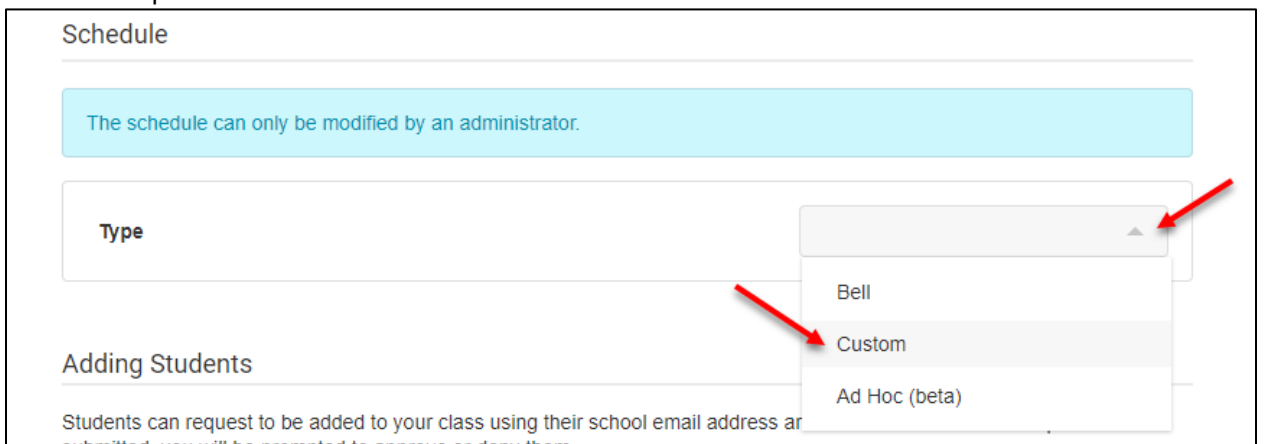 Schedule
The schedule can only be modified by an administrator.
Type
Bell
Custom
Ad Hoc (beta)
Adding Students
Students can request to be added to your class using their school email address